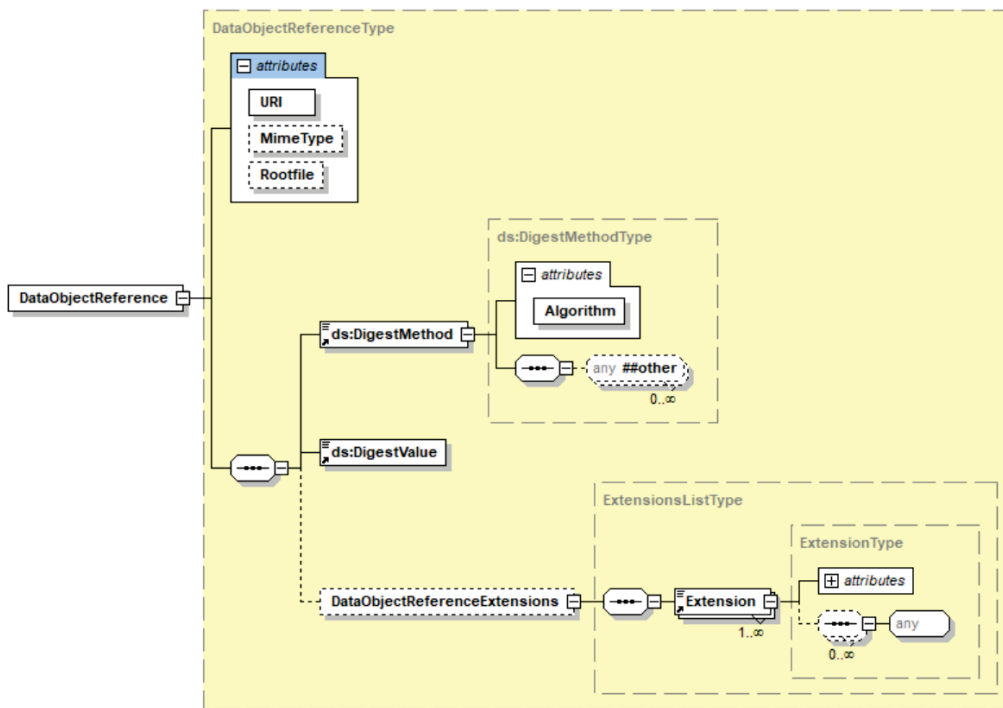 DataObjectReferenceType
attributes
URI
MimeType
Rootfile
ds:DigestMethodType
attributes
Algorithm
DataObjectReference
ds:DigestMethod
any ##other
0..∞
ds:DigestValue
ExtensionsListType
ExtensionType
attributes
DataObjectReferenceExtensions
Extension
1..∞
any
0..∞